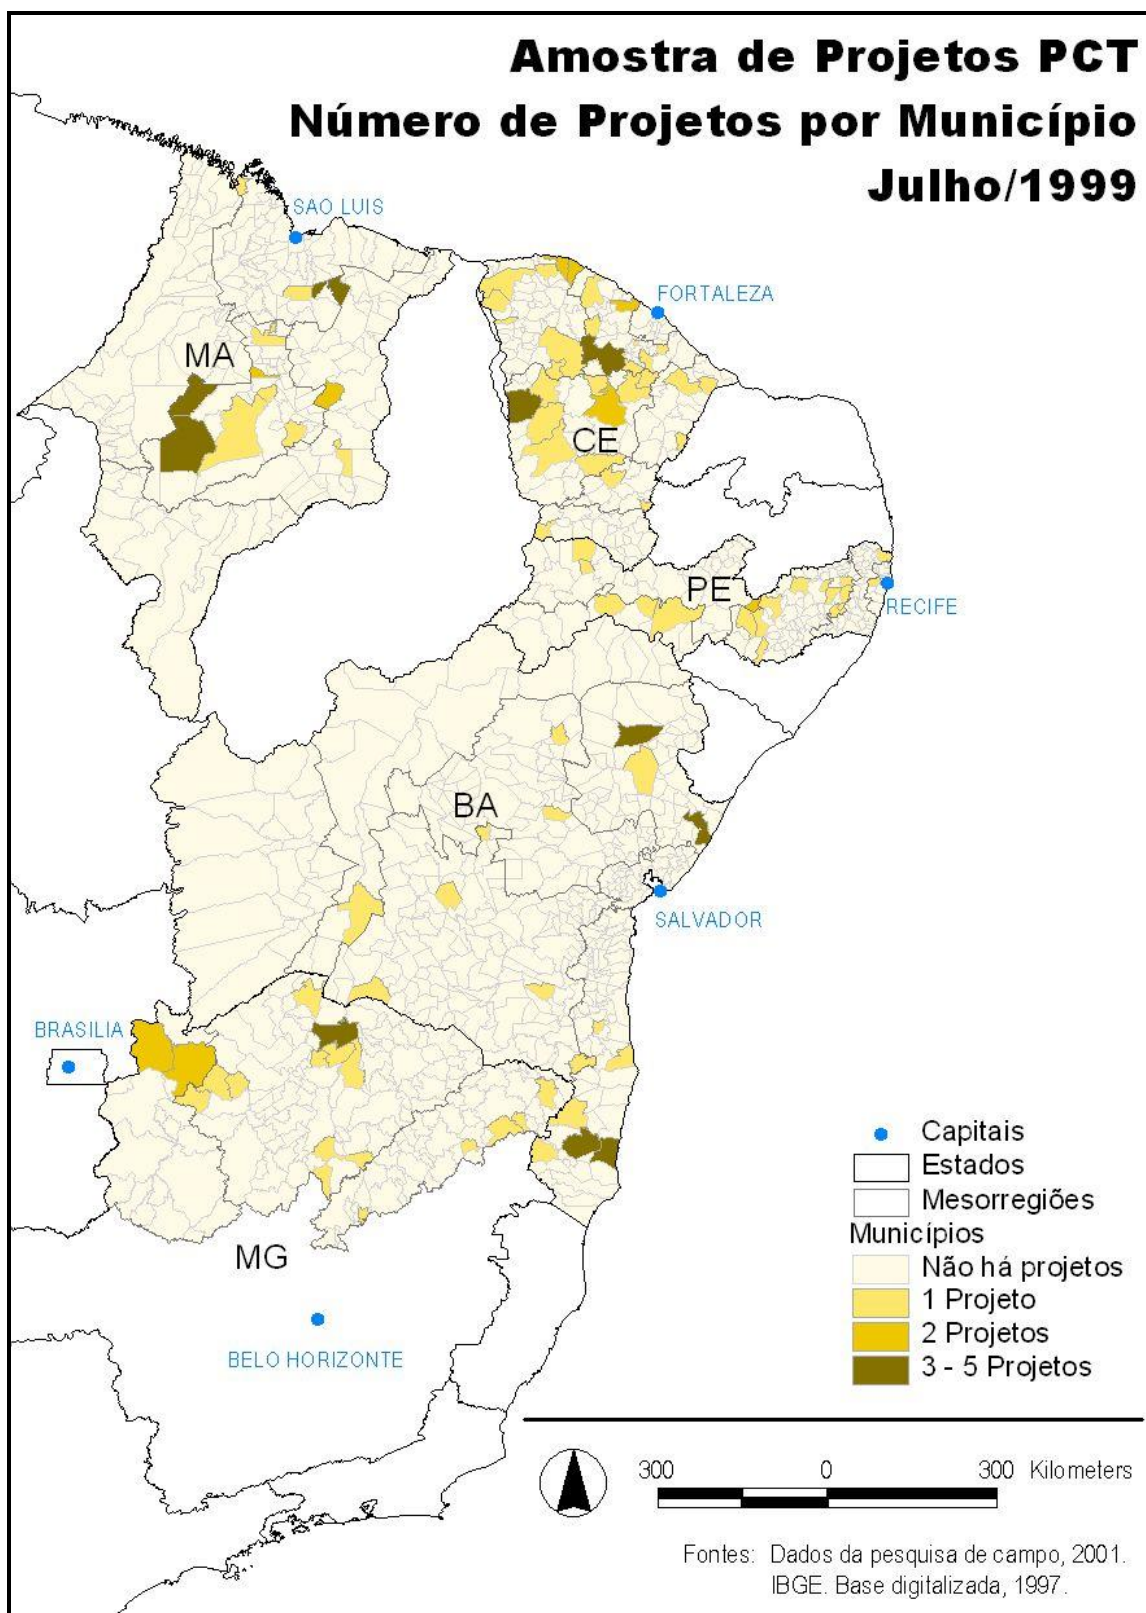 Amostra de Projetos PCT
Número de Projetos por Município
Julho/1999
SAO LUIS
FORTALEZA
MA
CE
PE
RECIFE
BA
SALVADOR
BRASILIA
MG
BELO HORIZONTE
Capitais
Estados
Mesorregiões
Municípios
Não há projetos
1 Projeto
2 Projetos
3 - 5 Projetos
300 0 300 Kilometers
Fontes: Dados da pesquisa de campo, 2001.
IBGE. Base digitalizada, 1997.